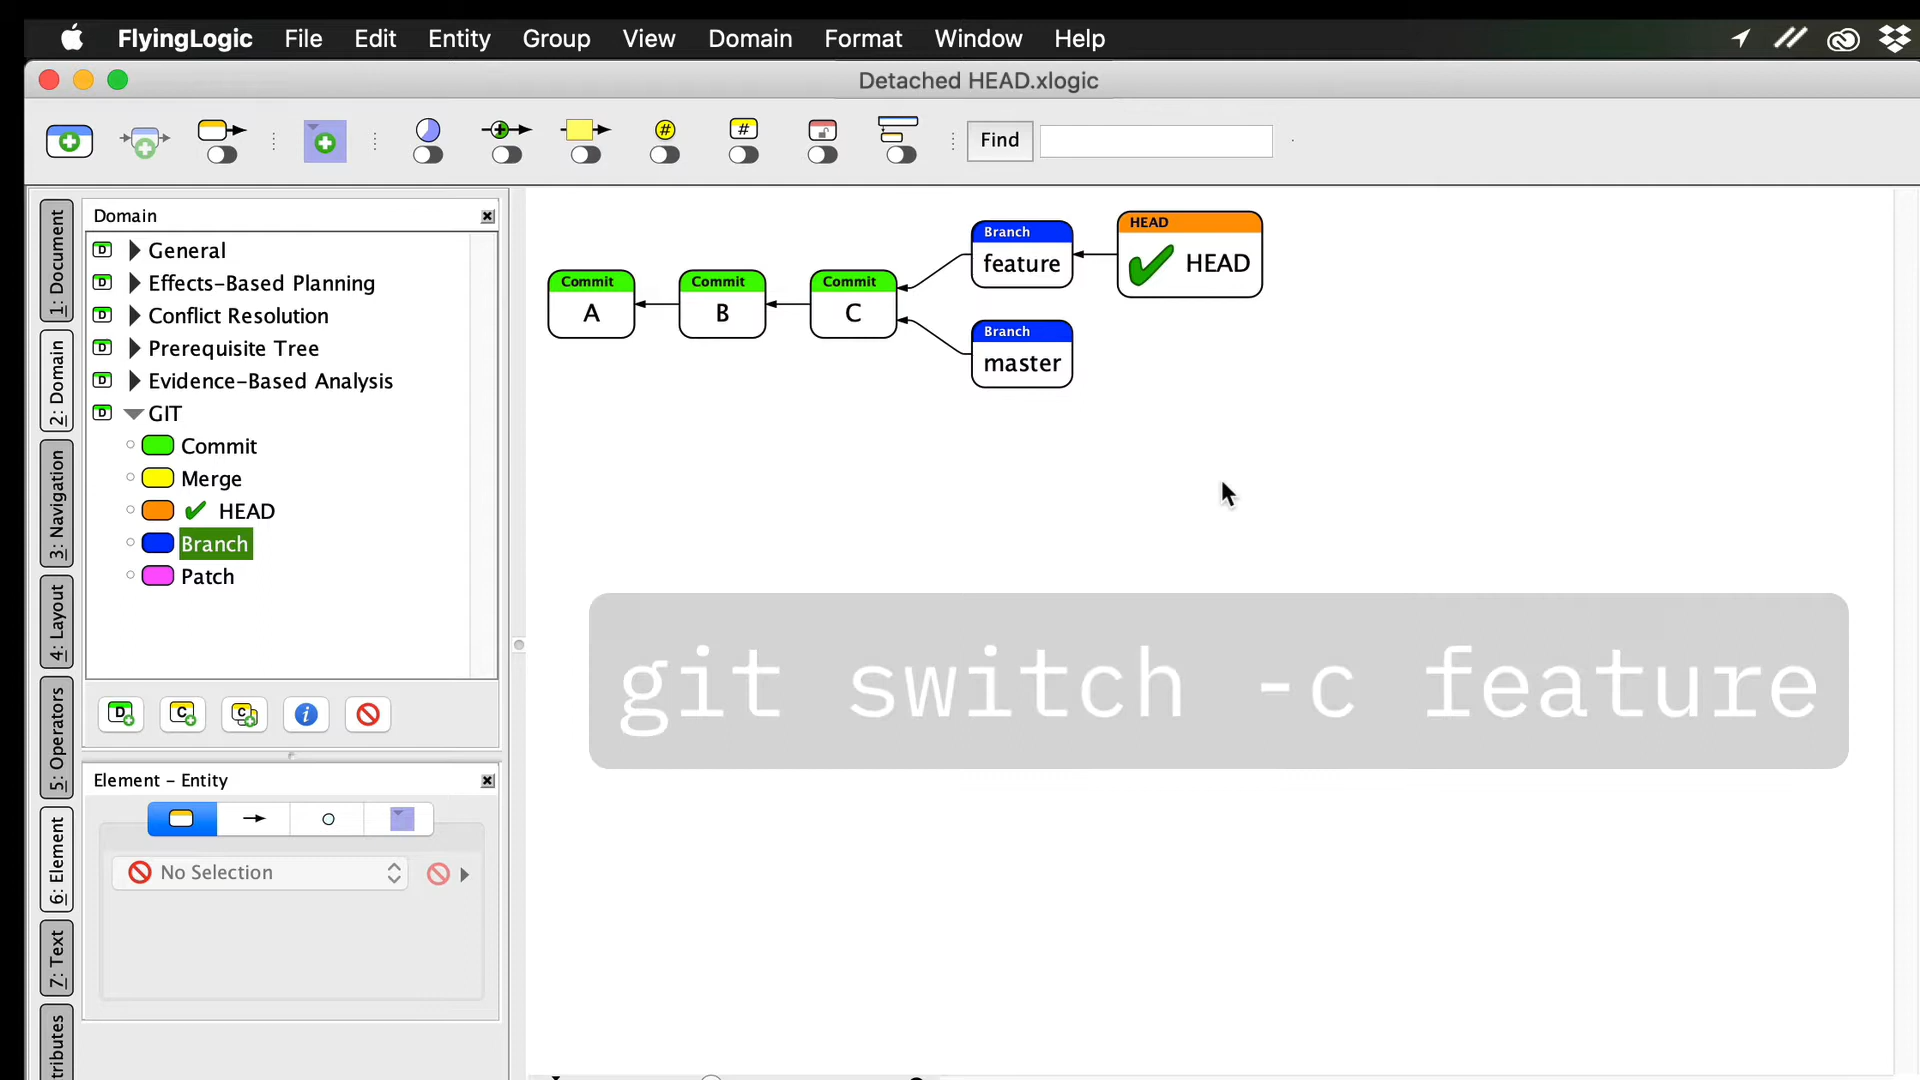 FlyingLogic File Edit Entity Group View Domain Format Window Help
Detached HEAD.xlogic
# # Find
1: Document
2: Domain
3: Navigation
4: Layout
5: Operators
6: Element
7: Text
Domain
D General
D Effects-Based Planning
D Conflict Resolution
D Prerequisite Tree
D Evidence-Based Analysis
D GIT
Commit
Merge
HEAD
Branch
Patch
D C C i
Element - Entity
No Selection
Commit
A
Commit
B
Commit
C
Branch
feature
HEAD
HEAD
Branch
master
git switch -c feature